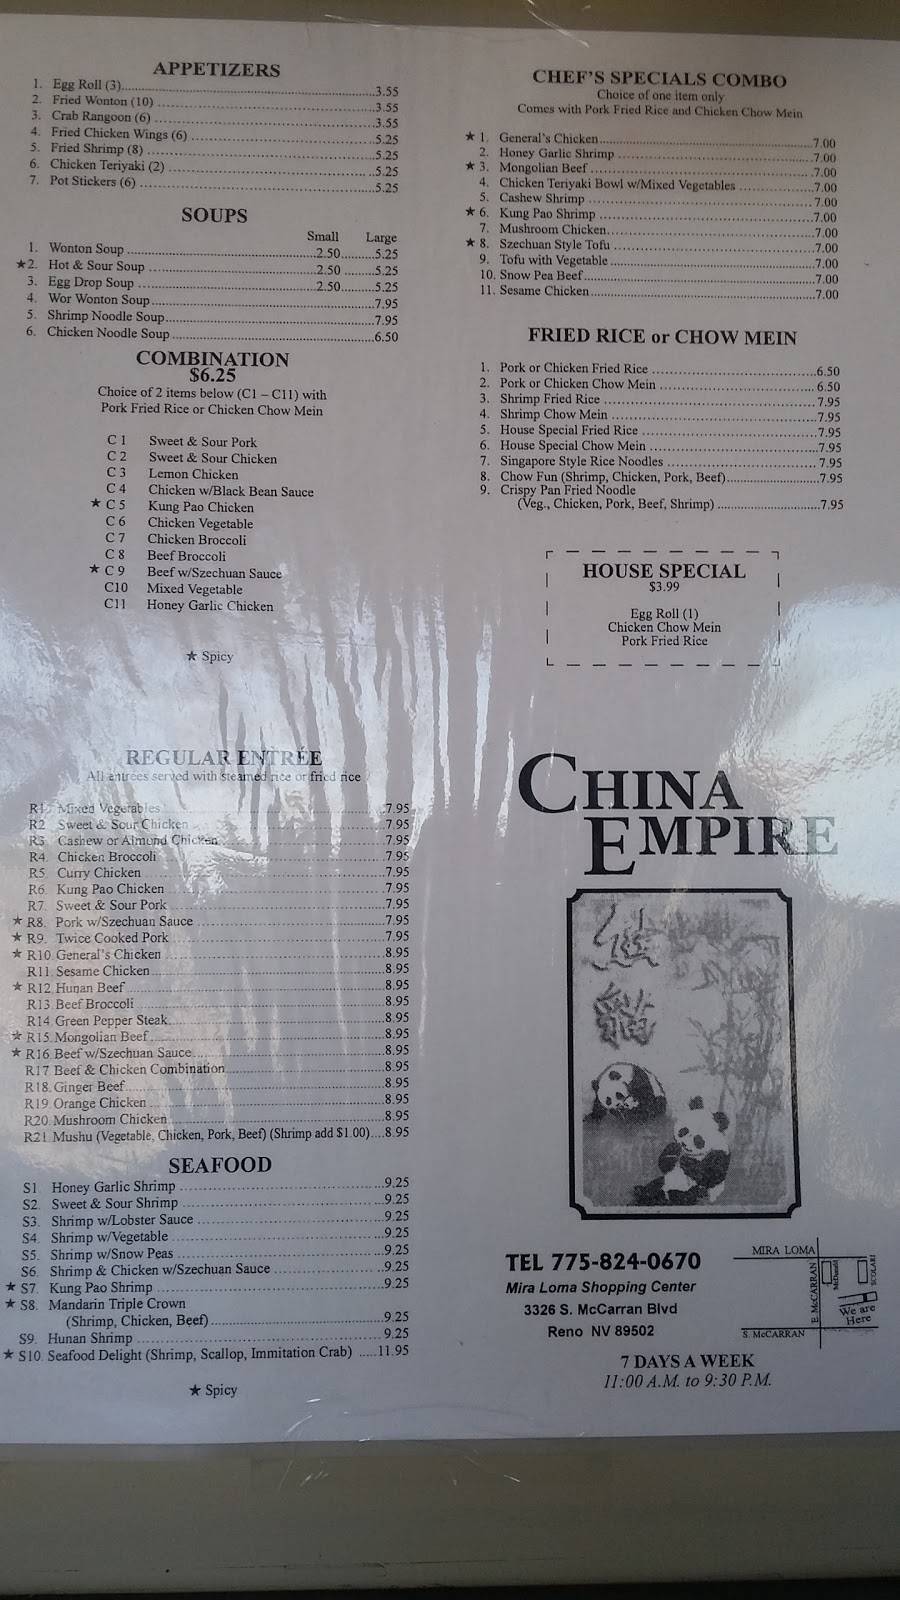 APPETIZERS
1. Egg Roll (3)....................3.55
2. Fried Wonton (10)....................3.55
3. Crab Rangoon (6)....................3.55
4. Fried Chicken Wings (6)....................5.25
5. Fried Shrimp (8)....................5.25
6. Chicken Teriyaki (2)....................5.25
7. Pot Stickers (6)....................5.25
SOUPS
Small Large
1. Wonton Soup....................2.50..........5.25
★2. Hot & Sour Soup....................2.50..........5.25
3. Egg Drop Soup....................2.50..........5.25
4. Wor Wonton Soup....................7.95
5. Shrimp Noodle Soup....................7.95
6. Chicken Noodle Soup....................6.50
COMBINATION
$6.25
Choice of 2 items below (C1 – C11) with
Pork Fried Rice or Chicken Chow Mein
C 1 Sweet & Sour Pork
C 2 Sweet & Sour Chicken
C 3 Lemon Chicken
C 4 Chicken w/Black Bean Sauce
★ C 5 Kung Pao Chicken
C 6 Chicken Vegetable
C 7 Chicken Broccoli
C 8 Beef Broccoli
★ C 9 Beef w/Szechuan Sauce
C10 Mixed Vegetable
C11 Honey Garlic Chicken
★ Spicy
REGULAR ENTRÉE
All entrees served with steamed rice or fried rice
R1. Mixed Vegetables....................7.95
R2 Sweet & Sour Chicken....................7.95
R3. Cashew or Almond Chicken....................7.95
R4. Chicken Broccoli....................7.95
R5. Curry Chicken....................7.95
R6. Kung Pao Chicken....................7.95
R7. Sweet & Sour Pork....................7.95
★ R8. Pork w/Szechuan Sauce....................7.95
★ R9. Twice Cooked Pork....................7.95
★ R10. General's Chicken....................8.95
R11. Sesame Chicken....................8.95
★ R12. Hunan Beef....................8.95
R13. Beef Broccoli....................8.95
R14. Green Pepper Steak....................8.95
★ R15. Mongolian Beef....................8.95
★ R16. Beef w/Szechuan Sauce....................8.95
R17 Beef & Chicken Combination....................8.95
R18. Ginger Beef....................8.95
R19. Orange Chicken....................8.95
R20. Mushroom Chicken....................8.95
R21. Mushu (Vegetable, Chicken, Pork, Beef) (Shrimp add $1.00)....8.95
SEAFOOD
S1. Honey Garlic Shrimp....................9.25
S2. Sweet & Sour Shrimp....................9.25
S3. Shrimp w/Lobster Sauce....................9.25
S4. Shrimp w/Vegetable....................9.25
S5. Shrimp w/Snow Peas....................9.25
S6. Shrimp & Chicken w/Szechuan Sauce....................9.25
★ S7. Kung Pao Shrimp....................9.25
★ S8. Mandarin Triple Crown
(Shrimp, Chicken, Beef)....................9.25
S9. Hunan Shrimp....................9.25
★ S10. Seafood Delight (Shrimp, Scallop, Immitation Crab) .....11.95
★ Spicy
CHEF'S SPECIALS COMBO
Choice of one item only
Comes with Pork Fried Rice and Chicken Chow Mein
★ 1. General's Chicken....................7.00
2. Honey Garlic Shrimp....................7.00
★ 3. Mongolian Beef....................7.00
4. Chicken Teriyaki Bowl w/Mixed Vegetables....................7.00
5. Cashew Shrimp....................7.00
★ 6. Kung Pao Shrimp....................7.00
7. Mushroom Chicken....................7.00
★ 8. Szechuan Style Tofu....................7.00
9. Tofu with Vegetable....................7.00
10. Snow Pea Beef....................7.00
11. Sesame Chicken....................7.00
FRIED RICE or CHOW MEIN
1. Pork or Chicken Fried Rice....................6.50
2. Pork or Chicken Chow Mein....................6.50
3. Shrimp Fried Rice....................7.95
4. Shrimp Chow Mein....................7.95
5. House Special Fried Rice....................7.95
6. House Special Chow Mein....................7.95
7. Singapore Style Rice Noodles....................7.95
8. Chow Fun (Shrimp, Chicken, Pork, Beef)....................7.95
9. Crispy Pan Fried Noodle
(Veg., Chicken, Pork, Beef, Shrimp)....................7.95
HOUSE SPECIAL
$3.99
Egg Roll (1)
Chicken Chow Mein
Pork Fried Rice
CHINA
EMPIRE
TEL 775-824-0670
Mira Loma Shopping Center
3326 S. McCarran Blvd
Reno NV 89502
7 DAYS A WEEK
11:00 A.M. to 9:30 P.M.
MIRA LOMA
E. McCARRAN
SCOLARI
We are
Here
S. McCARRAN